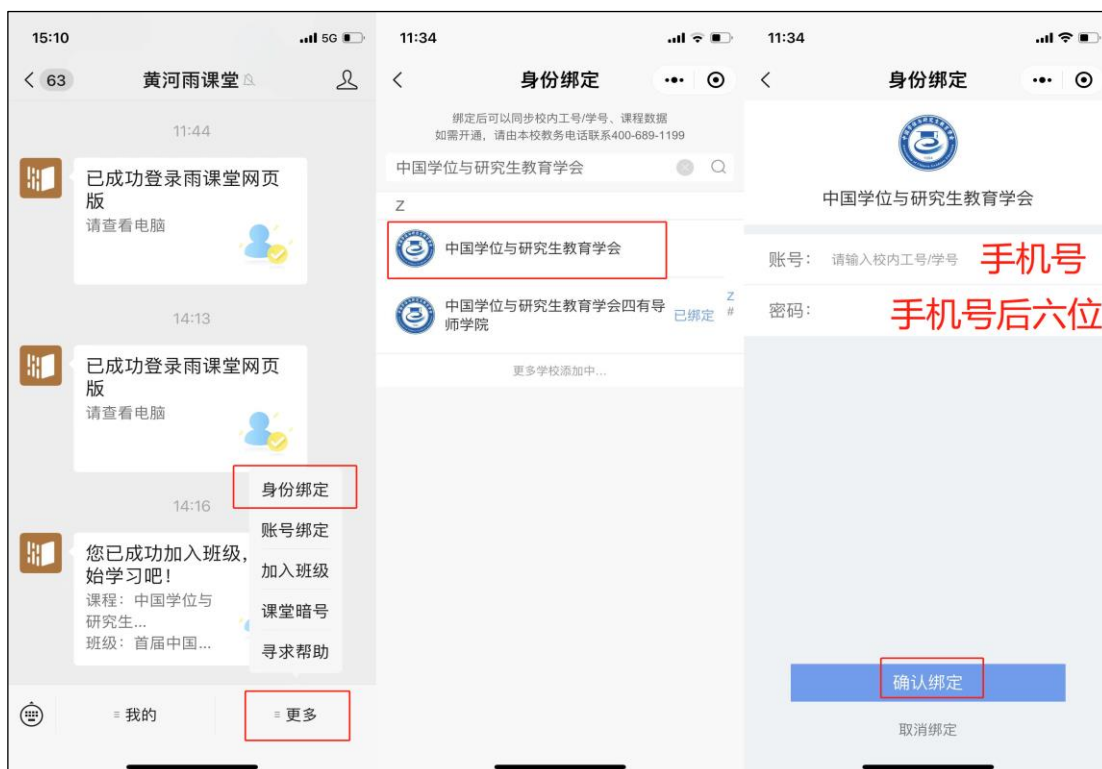 15:10
5G
63
黄河雨课堂
11:44
已成功登录雨课堂网页
版
请查看电脑
14:13
已成功登录雨课堂网页
版
请查看电脑
14:16
您已成功加入班级,
始学习吧！
课程：中国学位与
研究生...
班级：首届中国...
身份绑定
账号绑定
加入班级
课堂暗号
寻求帮助
我的
更多
11:34
身份绑定
绑定后可以同步校内工号/学号、课程数据
如需开通，请由本校教务电话联系400-689-1199
中国学位与研究生教育学会
Z
中国学位与研究生教育学会
中国学位与研究生教育学会四有导
师学院
已绑定
Z
#
更多学校添加中...
11:34
身份绑定
中国学位与研究生教育学会
账号： 请输入校内工号/学号 手机号
密码： 手机号后六位
确认绑定
取消绑定